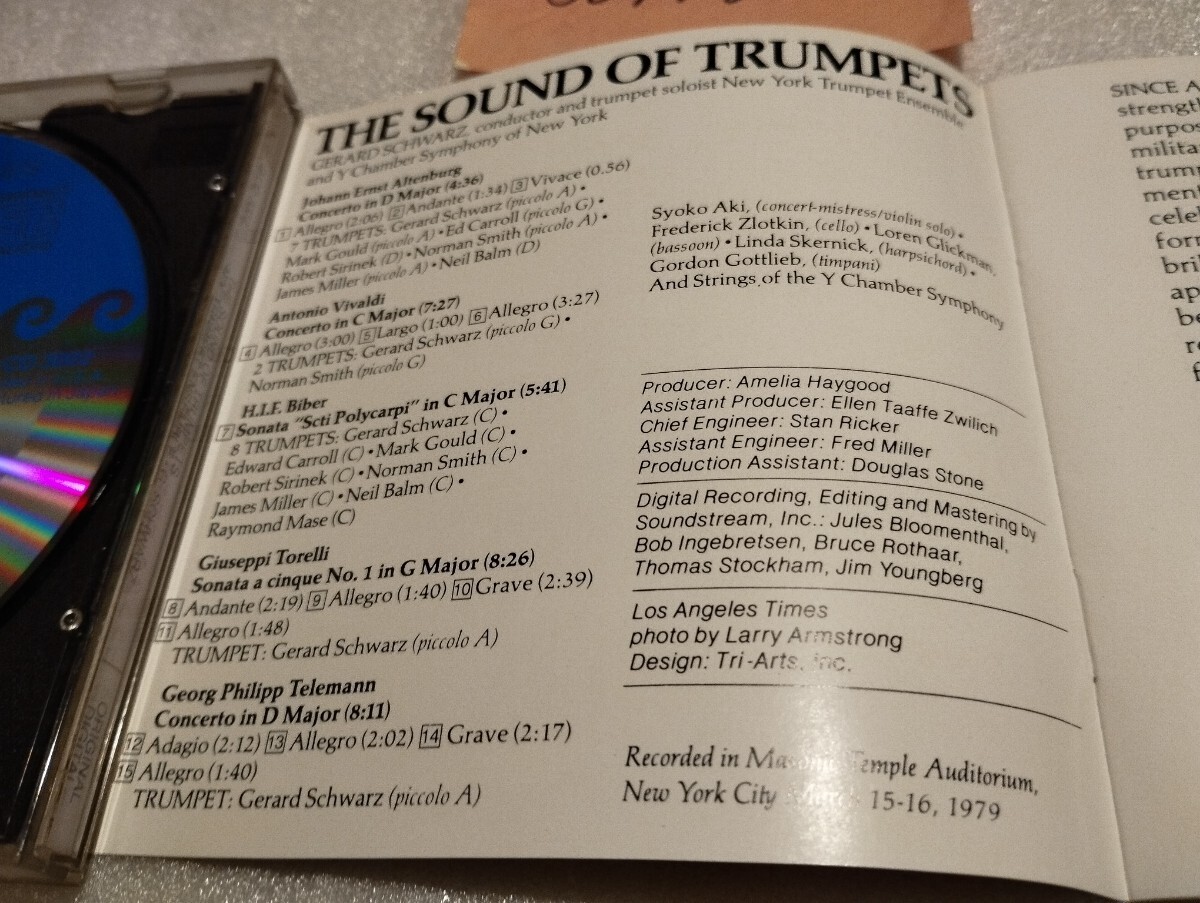 THE SOUND OF TRUMPETS
GERARD SCHWARZ, conductor and trumpet soloist New York Trumpet Ensemble
and Y Chamber Symphony of New York
Johann Ernst Altenburg
Concerto in D Major (4:36)
1 Allegro (2:06) 2 Andante (1:34) 3 Vivace (0.56)
7 TRUMPETS: Gerard Schwarz (piccolo A) •
Mark Gould (piccolo A) • Ed Carroll (piccolo G) •
Robert Sirinek (D) • Norman Smith (piccolo A) •
James Miller (piccolo A) • Neil Balm (D)
Antonio Vivaldi
Concerto in C Major (7:27)
4 Allegro (3:00) 5 Largo (1:00) 6 Allegro (3:27)
2 TRUMPETS: Gerard Schwarz (piccolo G) •
Norman Smith (piccolo G)
H.I.F. Biber
7 Sonata "Scti Polycarpi" in C Major (5:41)
8 TRUMPETS: Gerard Schwarz (C) •
Edward Carroll (C) • Mark Gould (C) •
Robert Sirinek (C) • Norman Smith (C) •
James Miller (C) • Neil Balm (C) •
Raymond Mase (C)
Giuseppi Torelli
Sonata a cinque No. 1 in G Major (8:26)
8 Andante (2:19) 9 Allegro (1:40) 10 Grave (2:39)
11 Allegro (1:48)
TRUMPET: Gerard Schwarz (piccolo A)
Georg Philipp Telemann
Concerto in D Major (8:11)
12 Adagio (2:12) 13 Allegro (2:02) 14 Grave (2:17)
15 Allegro (1:40)
TRUMPET: Gerard Schwarz (piccolo A)
Syoko Aki, (concert-mistress/violin solo) •
Frederick Zlotkin, (cello) • Loren Glickman,
(bassoon) • Linda Skernick, (harpsichord) •
Gordon Gottlieb, (timpani)
And Strings of the Y Chamber Symphony
Producer: Amelia Haygood
Assistant Producer: Ellen Taaffe Zwilich
Chief Engineer: Stan Ricker
Assistant Engineer: Fred Miller
Production Assistant: Douglas Stone
Digital Recording, Editing and Mastering by
Soundstream, Inc.: Jules Bloomenthal,
Bob Ingebretsen, Bruce Rothaar,
Thomas Stockham, Jim Youngberg
Los Angeles Times
photo by Larry Armstrong
Design: Tri-Arts, Inc.
Recorded in Masonic Temple Auditorium,
New York City 15-16, 1979
SINCE A
strengt
purpos
milita
trump
men
cele
forr
bril
ap
be
r
f
ORIGINAL
DIGITAL